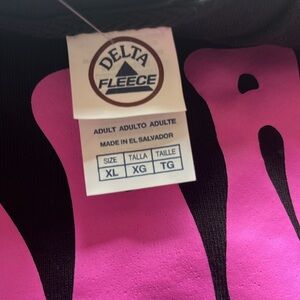 DELTA
FLEECE
ADULT ADULTO ADULTE
MADE IN EL SALVADOR
SIZE TALLA TAILLE
XL XG TG